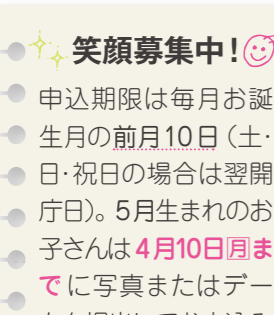 笑顔募集中!
申込期限は毎月お誕
生月の前月10日(土・
日・祝日の場合は翌開
庁日)。5月生まれのお
子さんは4月10日月ま
でに写真またはデー